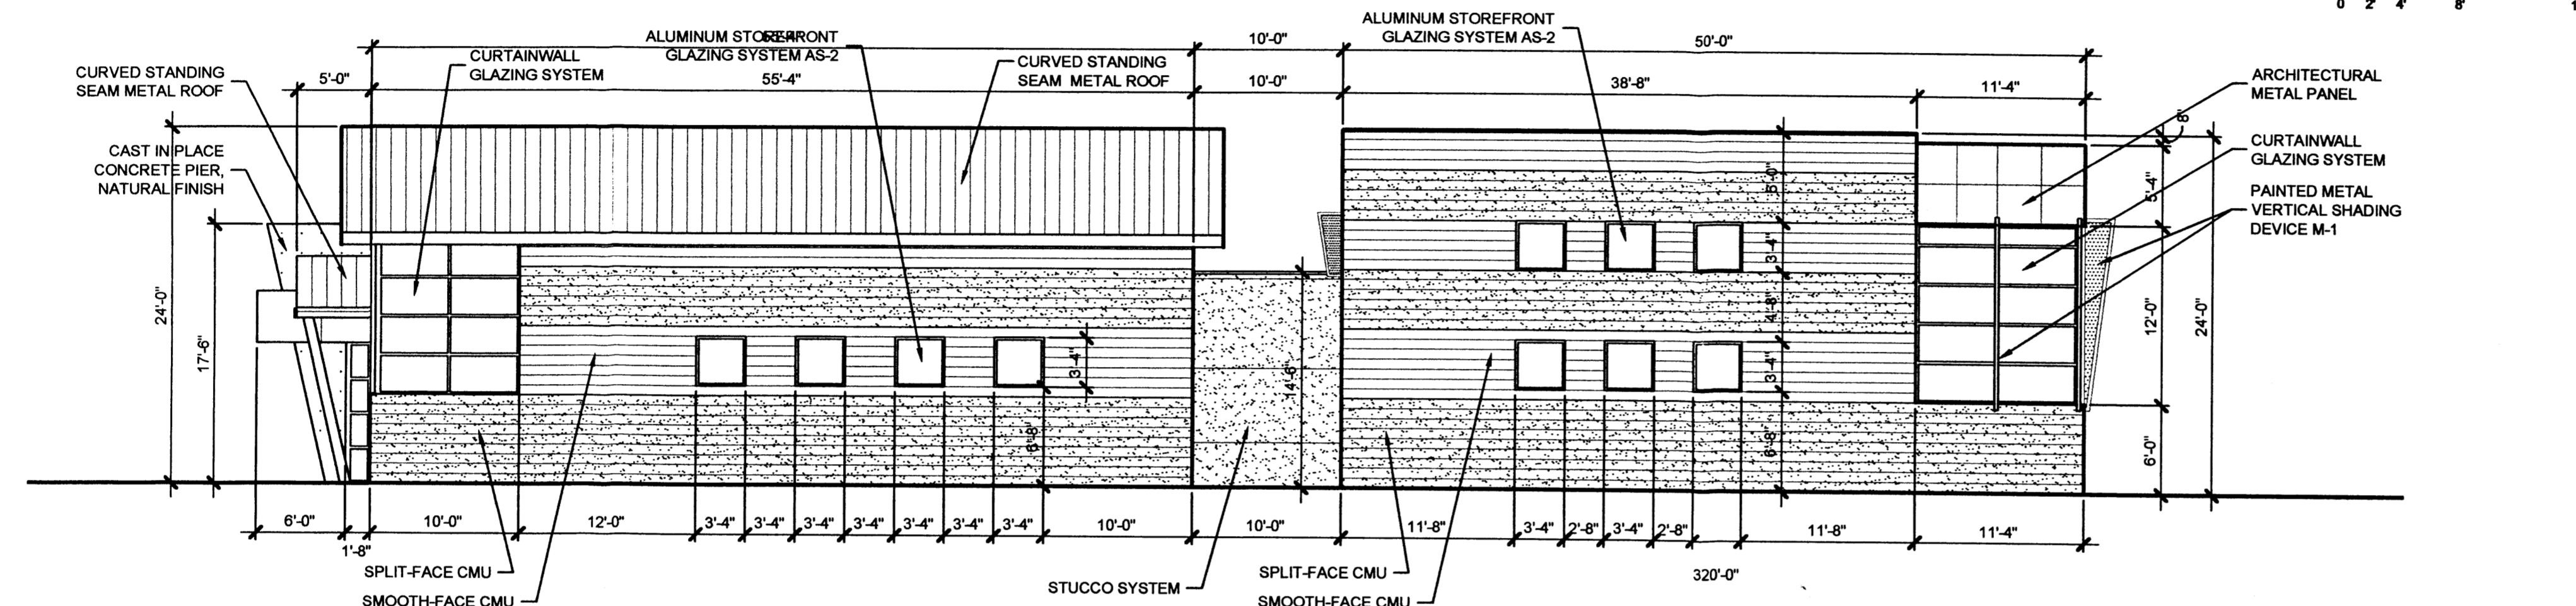 0 2' 4' 8'
ALUMINUM STOREFRONT
GLAZING SYSTEM AS-2
ALUMINUM STOREFRONT
GLAZING SYSTEM AS-2
10'-0"
50'-0"
CURTAINWALL
GLAZING SYSTEM
CURVED STANDING
SEAM METAL ROOF
CURVED STANDING
SEAM METAL ROOF
5'-0"
55'-4"
10'-0"
38'-8"
11'-4"
ARCHITECTURAL
METAL PANEL
8"
CAST IN PLACE
CONCRETE PIER,
NATURAL FINISH
CURTAINWALL
GLAZING SYSTEM
PAINTED METAL
VERTICAL SHADING
DEVICE M-1
24'-0"
17'-6"
3'-4"
6'-8"
14'-6"
5'-0"
3'-4"
4'-8"
3'-4"
6'-8"
5'-4"
12'-0"
6'-0"
24'-0"
6'-0"
1'-8"
10'-0"
12'-0"
3'-4"
3'-4"
3'-4"
3'-4"
3'-4"
3'-4"
3'-4"
10'-0"
10'-0"
11'-8"
3'-4"
2'-8"
3'-4"
2'-8"
11'-8"
11'-4"
SPLIT-FACE CMU
SMOOTH-FACE CMU
STUCCO SYSTEM
SPLIT-FACE CMU
SMOOTH-FACE CMU
320'-0"